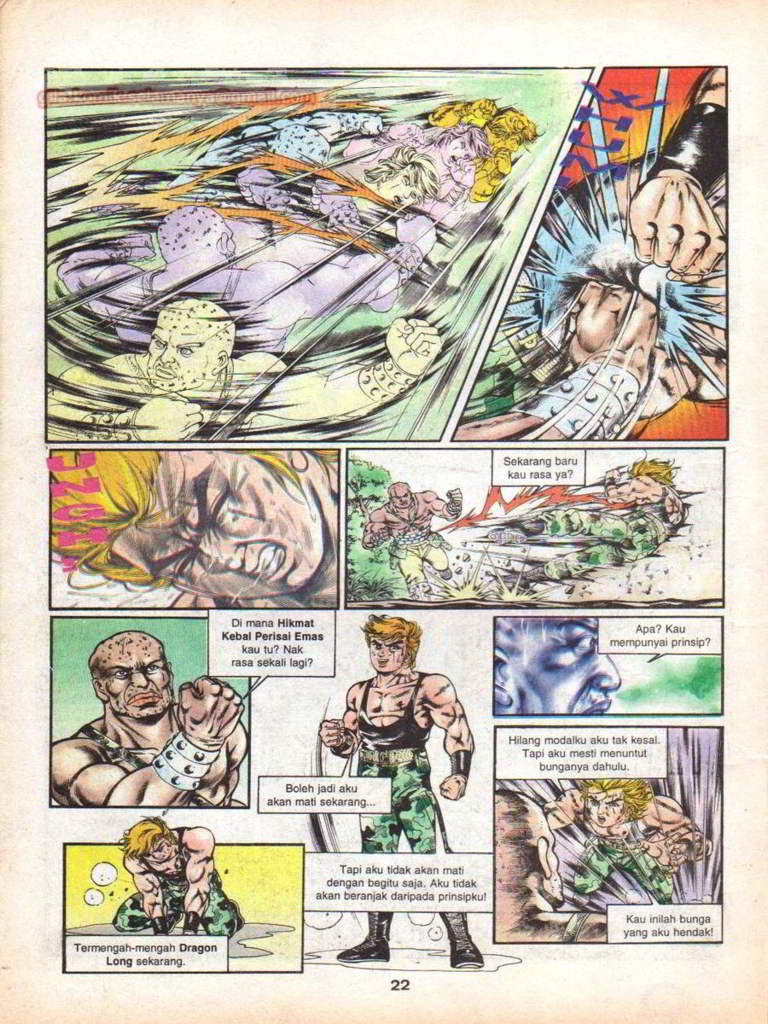 Sekarang baru
kau rasa ya?
Di mana Hikmat
Kebal Perisai Emas
kau tu? Nak
rasa sekali lagi?
Boleh jadi aku
akan mati sekarang...
Apa? Kau
mempunyai prinsip?
Hilang modalku aku tak kesal.
Tapi aku mesti menuntut
bunganya dahulu.
Termengah-mengah Dragon
Long sekarang.
Tapi aku tidak akan mati
dengan begitu saja. Aku tidak
akan beranjak daripada prinsipku!
Kau inilah bunga
yang aku hendak!
22